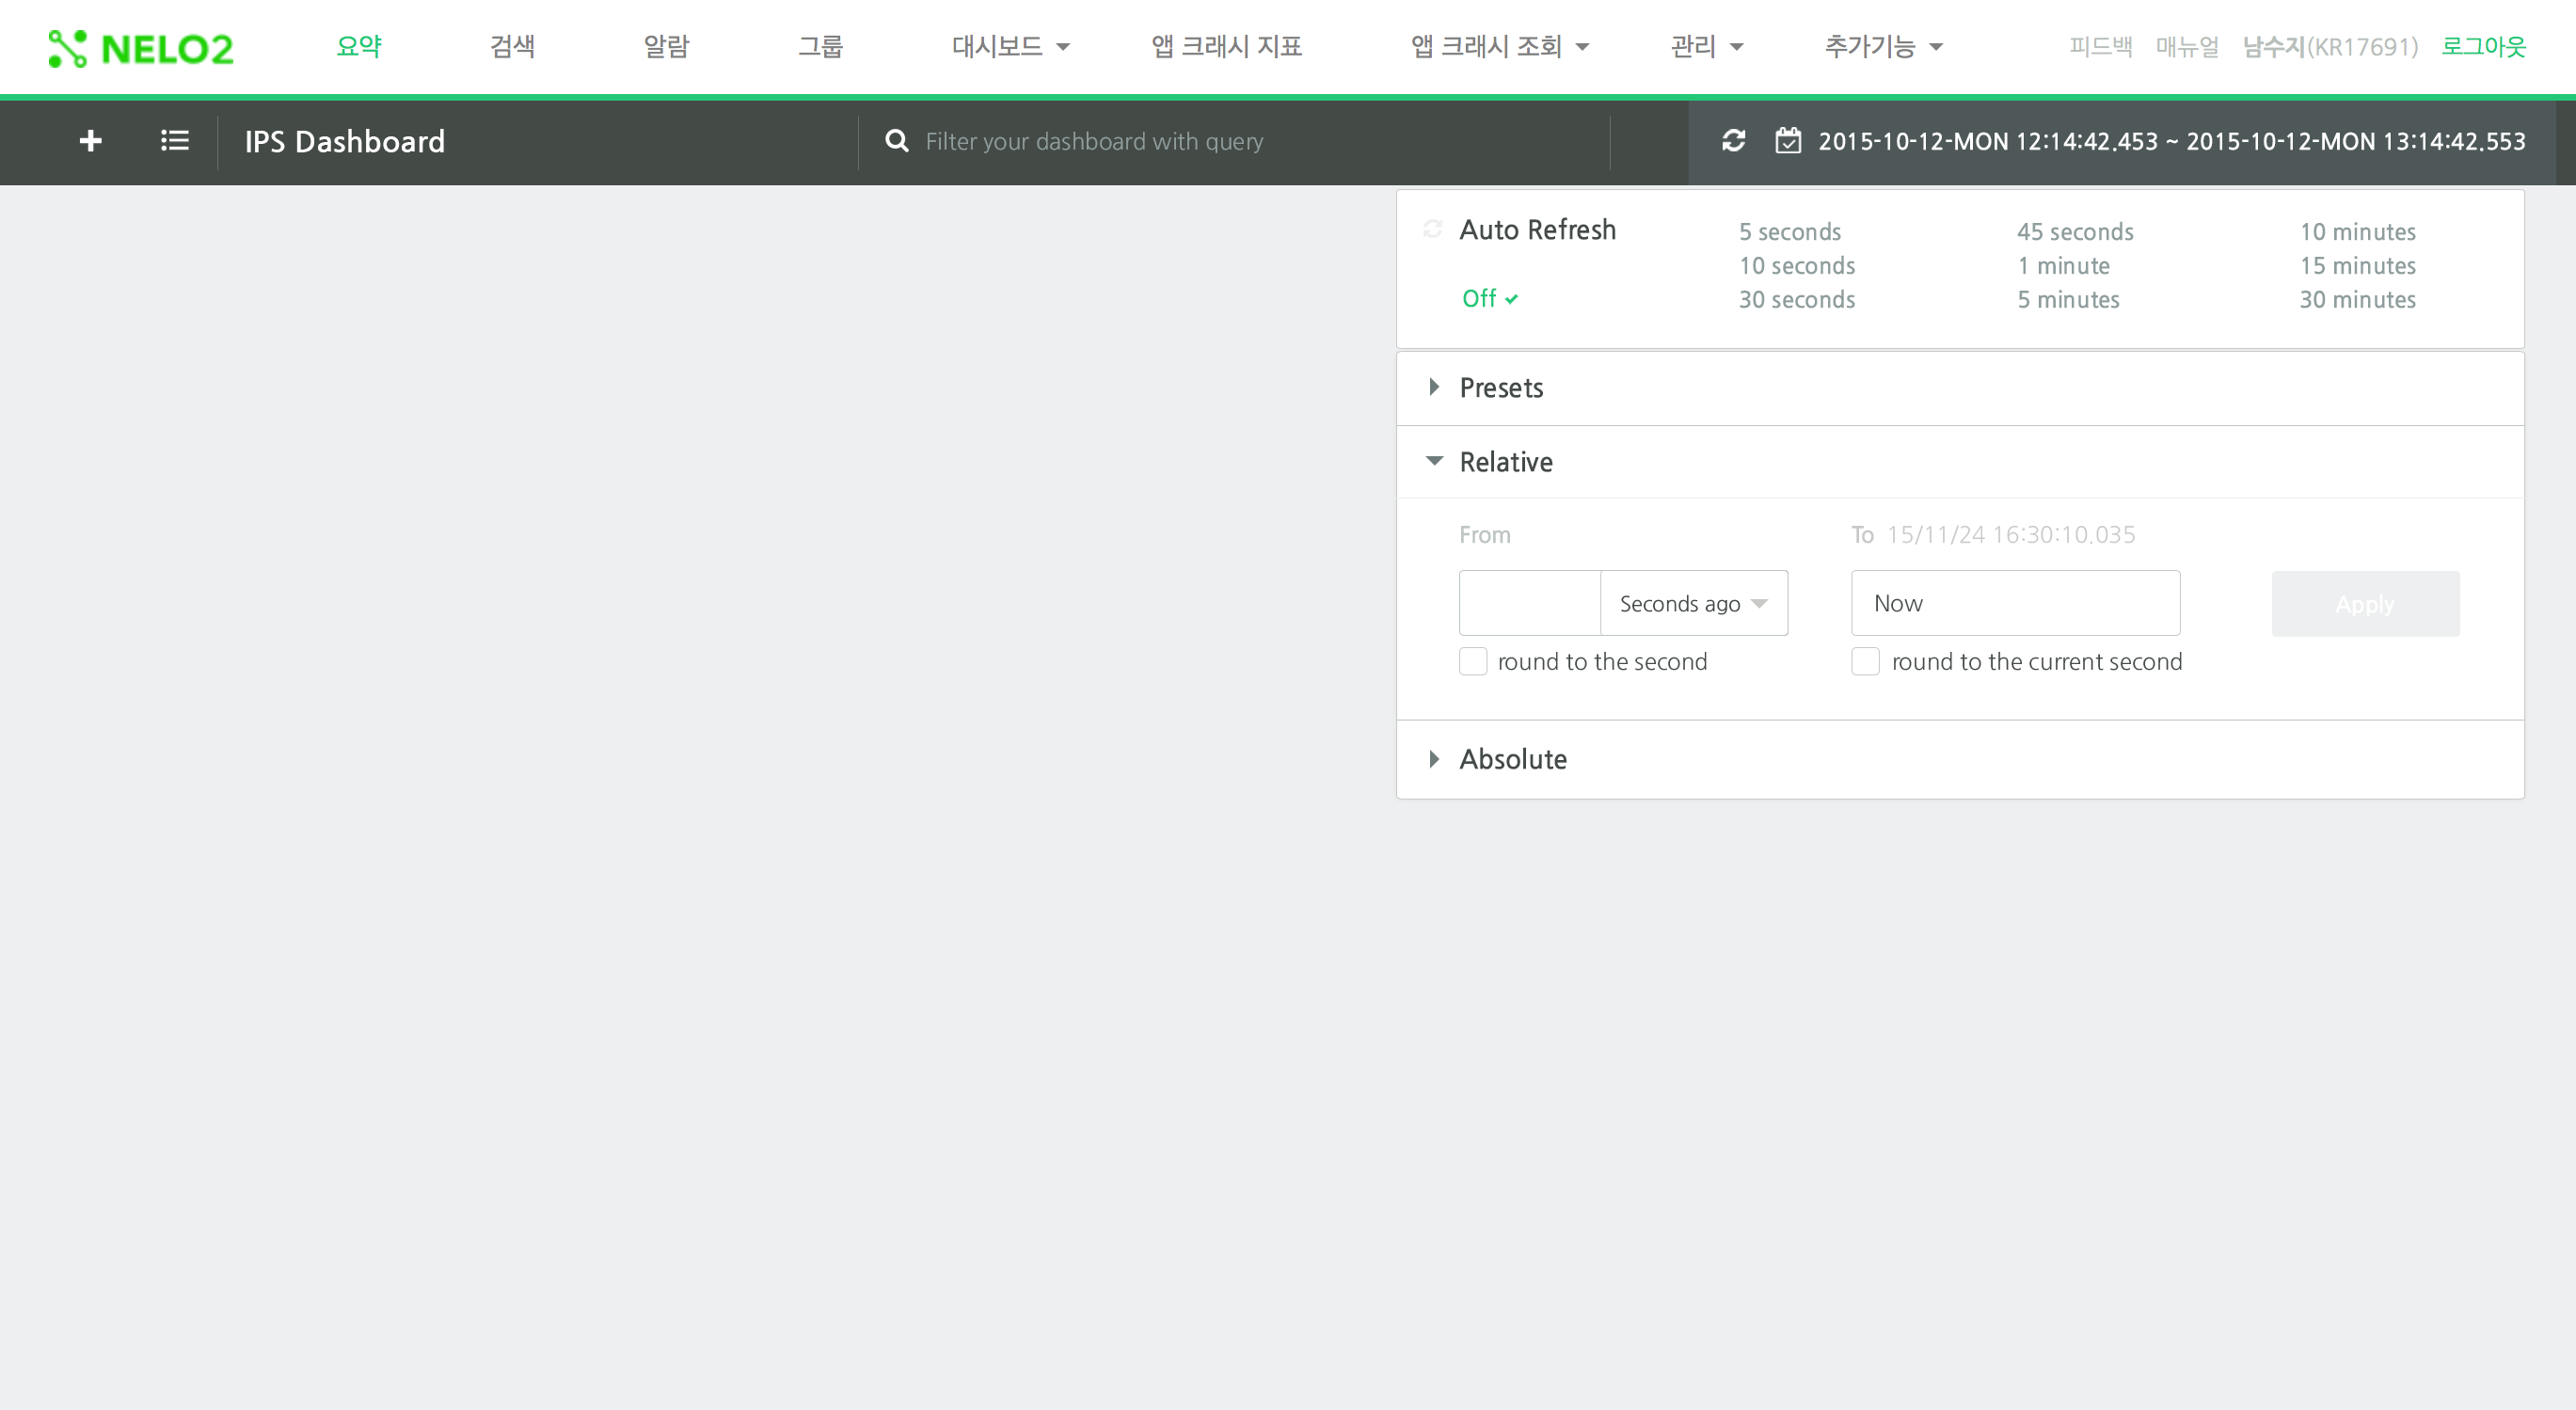 NELO2 요약 검색 알람 그룹 대시보드 앱 크래시 지표 앱 크래시 조회 관리 추가기능 피드백 매뉴얼 남수지(KR17691) 로그아웃
IPS Dashboard Filter your dashboard with query 2015-10-12-MON 12:14:42.453 ~ 2015-10-12-MON 13:14:42.553
Auto Refresh 5 seconds 45 seconds 10 minutes
10 seconds 1 minute 15 minutes
Off 30 seconds 5 minutes 30 minutes
Presets
Relative
From To 15/11/24 16:30:10.035
Seconds ago Now Apply
round to the second round to the current second
Absolute